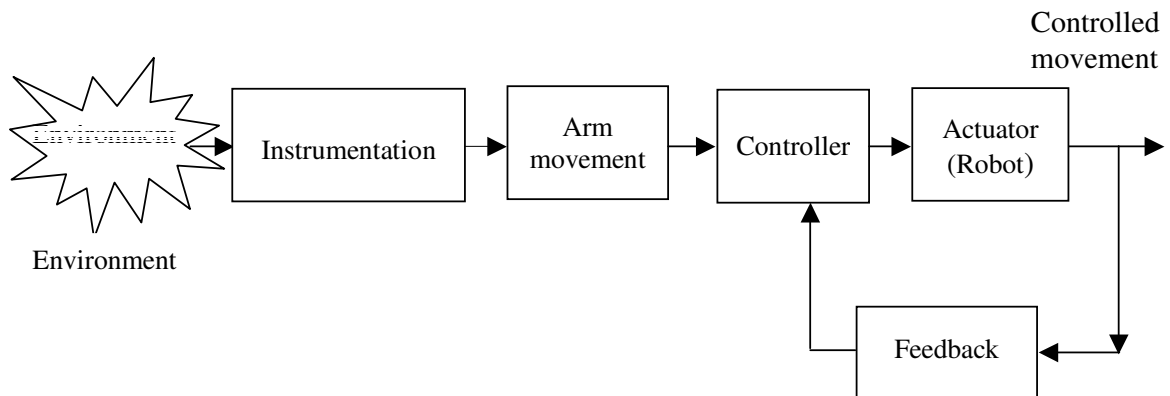 Controlled
movement
Instrumentation
Arm
movement
Controller
Actuator
(Robot)
Environment
Feedback